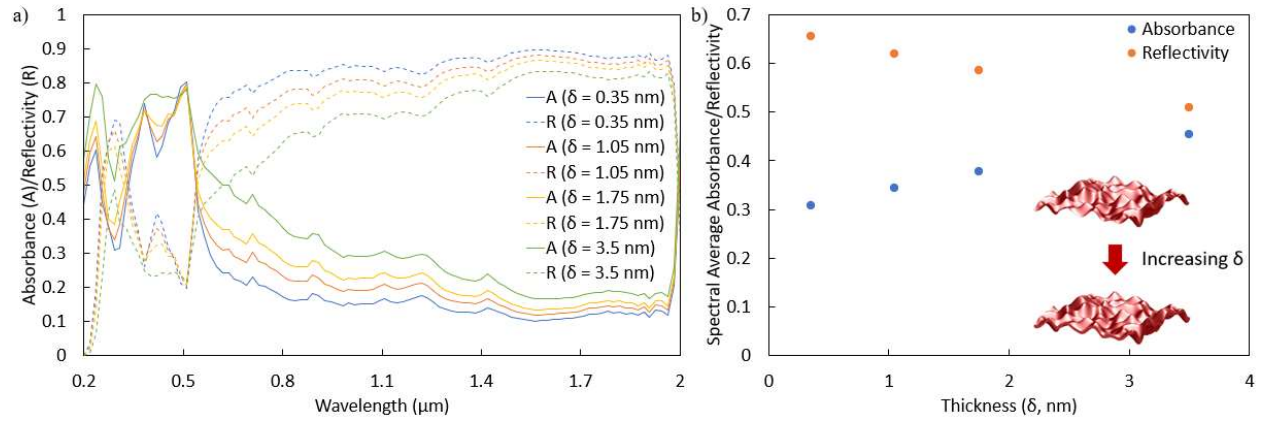 a)
Absorbance (A)/Reflectivity (R)
1
0.9
0.8
0.7
0.6
0.5
0.4
0.3
0.2
0.1
0
0.2
0.5
0.8
1.1
1.4
1.7
2
Wavelength (μm)
A (δ = 0.35 nm)
R (δ = 0.35 nm)
A (δ = 1.05 nm)
R (δ = 1.05 nm)
A (δ = 1.75 nm)
R (δ = 1.75 nm)
A (δ = 3.5 nm)
R (δ = 3.5 nm)
b)
Spectral Average Absorbance/Reflectivity
0.7
0.6
0.5
0.4
0.3
0.2
0.1
0
0
1
2
3
4
Thickness (δ, nm)
Absorbance
Reflectivity
Increasing δ